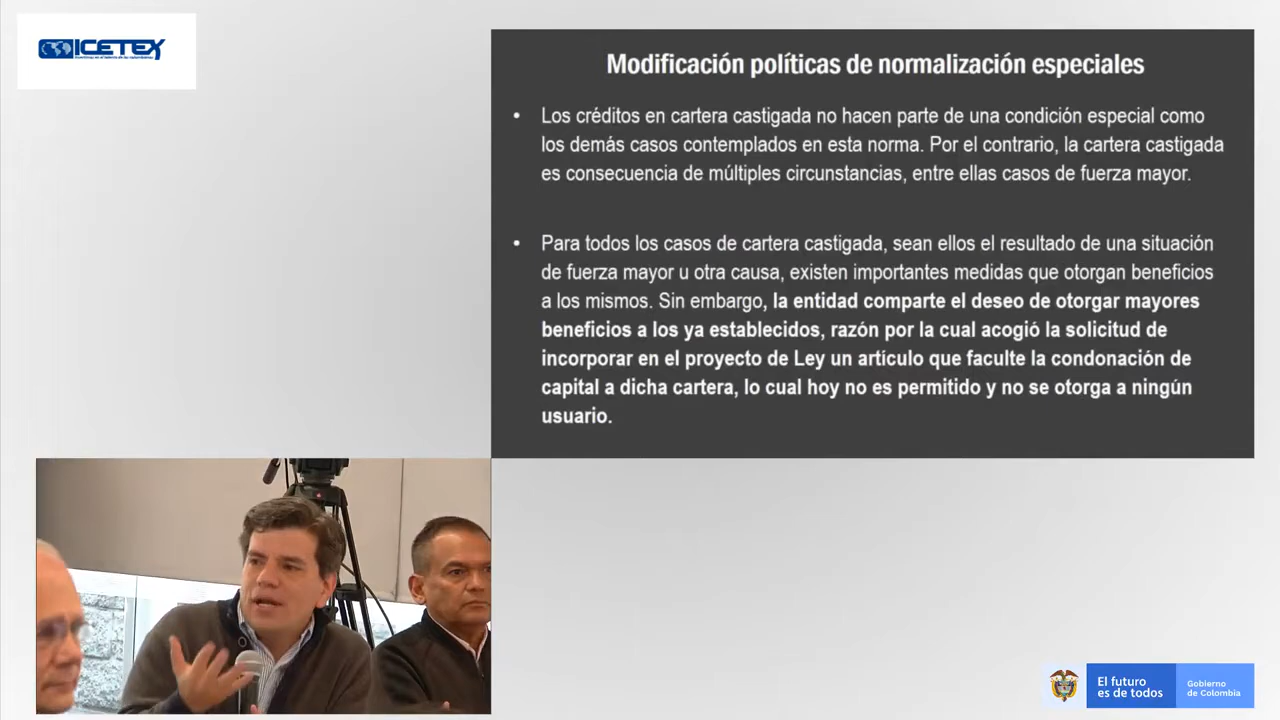 ICETEX
Modificación políticas de normalización especiales
• Los créditos en cartera castigada no hacen parte de una condición especial como
los demás casos contemplados en esta norma. Por el contrario, la cartera castigada
es consecuencia de múltiples circunstancias, entre ellas casos de fuerza mayor.
• Para todos los casos de cartera castigada, sean ellos el resultado de una situación
de fuerza mayor u otra causa, existen importantes medidas que otorgan beneficios
a los mismos. Sin embargo, la entidad comparte el deseo de otorgar mayores
beneficios a los ya establecidos, razón por la cual acogió la solicitud de
incorporar en el proyecto de Ley un artículo que faculte la condonación de
capital a dicha cartera, lo cual hoy no es permitido y no se otorga a ningún
usuario.
El futuro
es de todos
Gobierno
de Colombia